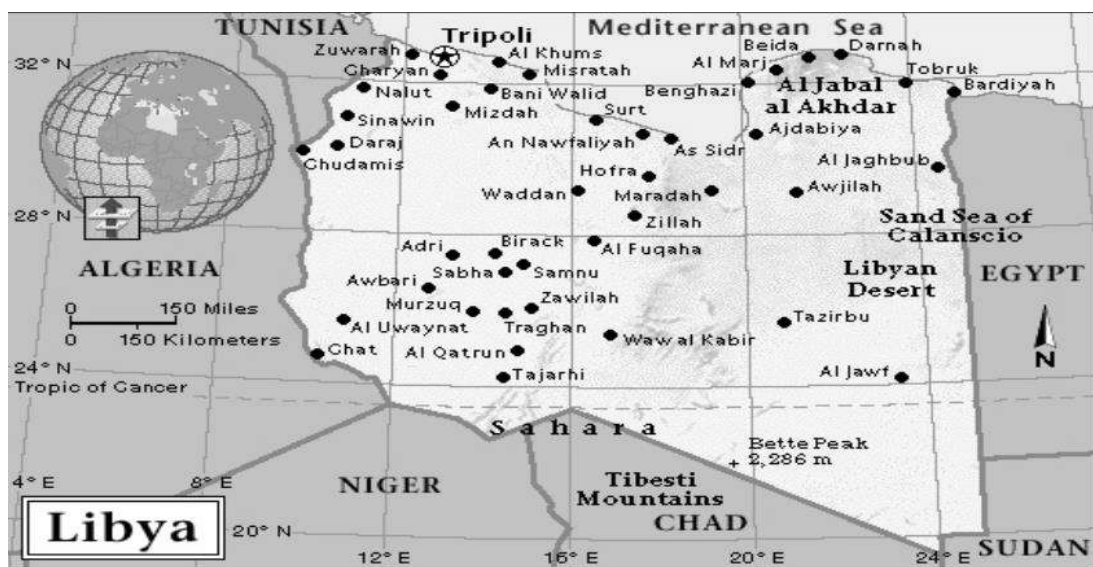 TUNISIA
Mediterranean Sea
Tripoli
Zuwarah
Al Khums
Beida
Darnah
32° N
Gharyan
Misratah
Al Marj
Tobruk
Nalut
Bani Walid
Benghazi
Al Jabal
al Akhdar
Bardiyah
Mizdah
Surt
Sinawin
Ajdabiya
An Nawfaliyah
As Sidr
Daraj
Ghudamis
Al Jaghbub
Hofra
Waddan
Maradah
Awjilah
28° N
Zillah
Sand Sea of
Calanscio
Birack
Adri
Al Fuqaha
ALGERIA
Sabha
Samnu
Libyan
Desert
EGYPT
Awbari
0 150 Miles
Murzuq
Zawilah
0 150 Kilometers
Al Uwaynat
Traghan
Tazirbu
Waw al Kabir
N
Ghat
Al Qatrun
24° N
Tajarhi
Al Jawf
Tropic of Cancer
Sahara
Bette Peak
2,286 m
4° E
8° E
NIGER
Tibesti
Mountains
CHAD
Libya
20° N
SUDAN
12° E
16° E
20° E
24° E